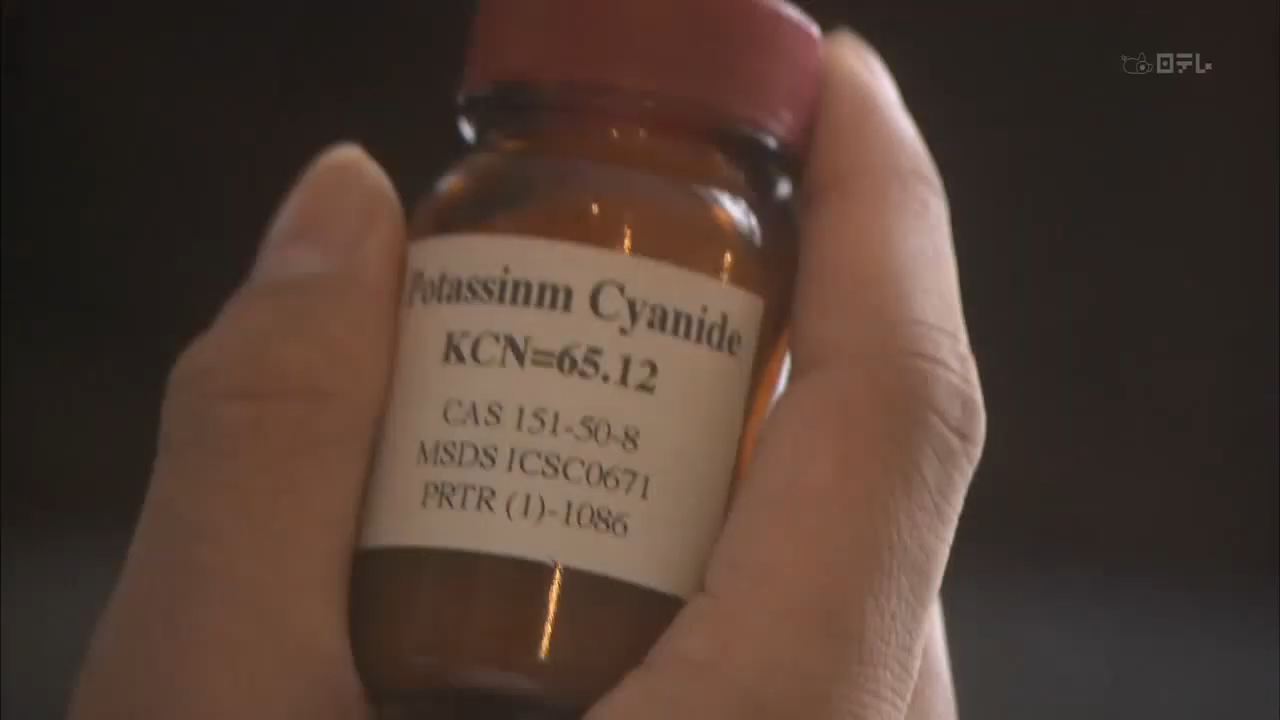 日テレ
Potassinm Cyanide
KCN=65.12
CAS 151-50-8
MSDS ICSC0671
PRTR (1)-1086